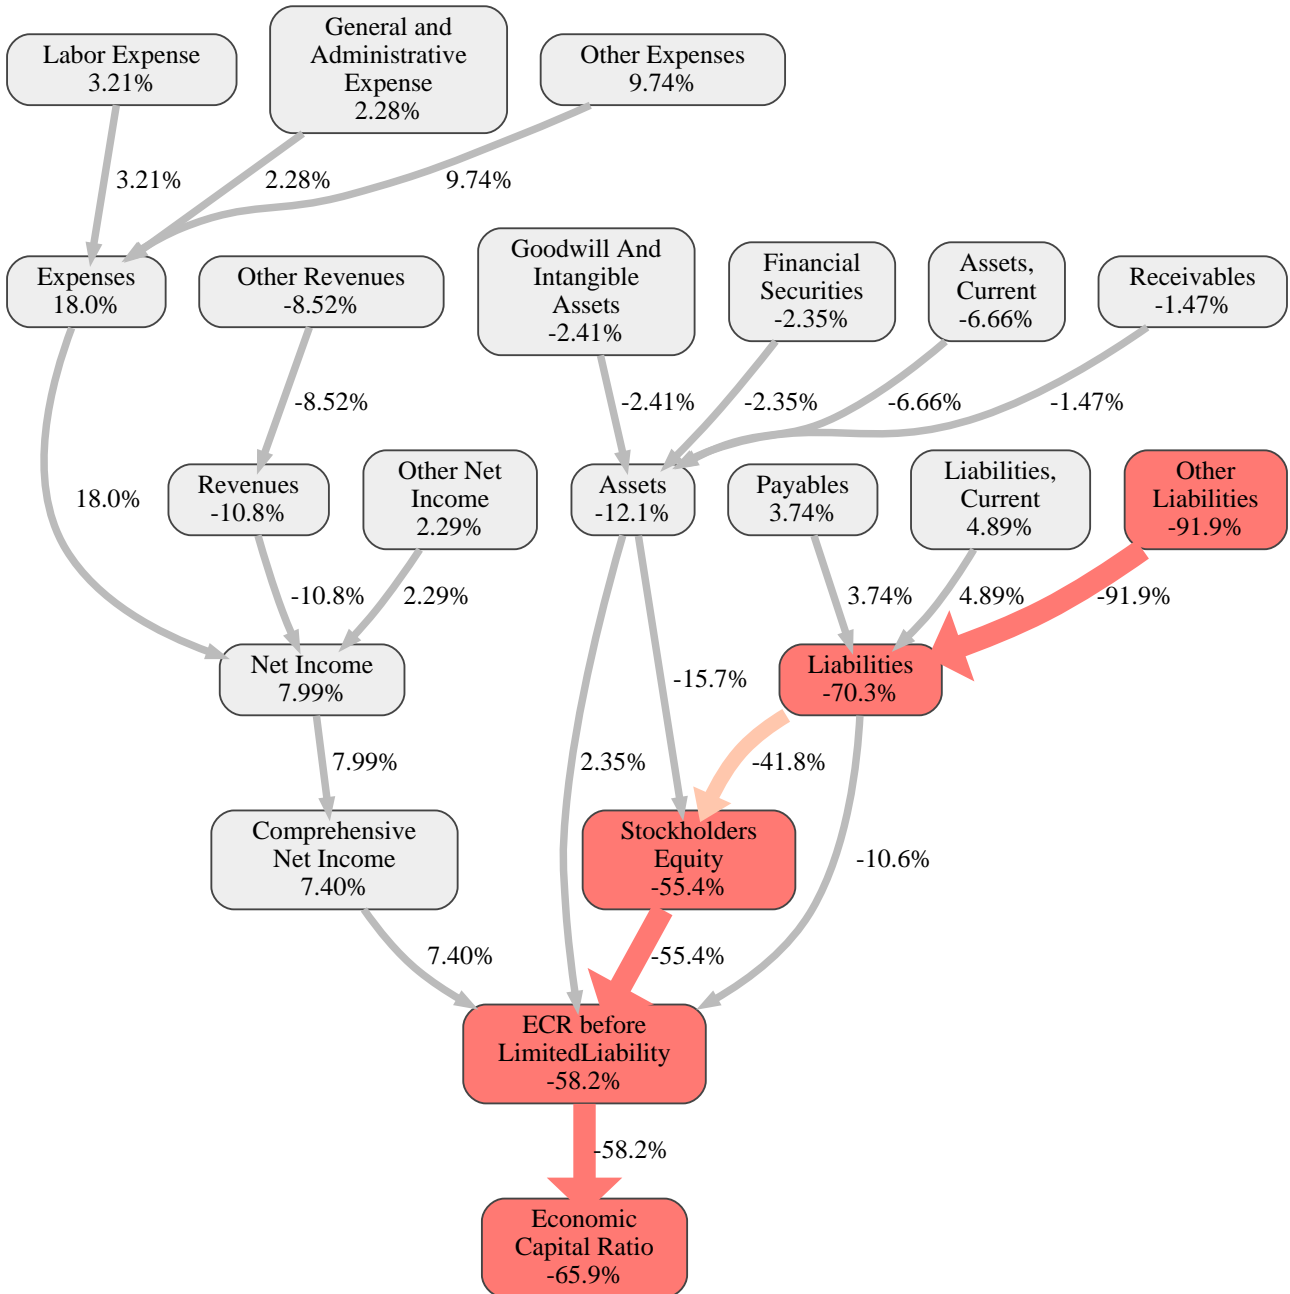 Labor Expense
3.21%
General and
Administrative
Expense
2.28%
Other Expenses
9.74%
3.21%
2.28%
9.74%
Expenses
18.0%
Other Revenues
-8.52%
Goodwill And
Intangible
Assets
-2.41%
Financial
Securities
-2.35%
Assets,
Current
-6.66%
Receivables
-1.47%
-8.52%
-2.41%
-2.35%
-6.66%
-1.47%
18.0%
Revenues
-10.8%
Other Net
Income
2.29%
Assets
-12.1%
Payables
3.74%
Liabilities,
Current
4.89%
Other
Liabilities
-91.9%
-10.8%
2.29%
3.74%
4.89%
-91.9%
Net Income
7.99%
-15.7%
Liabilities
-70.3%
7.99%
2.35%
-41.8%
Comprehensive
Net Income
7.40%
Stockholders
Equity
-55.4%
-10.6%
7.40%
-55.4%
ECR before
LimitedLiability
-58.2%
-58.2%
Economic
Capital Ratio
-65.9%